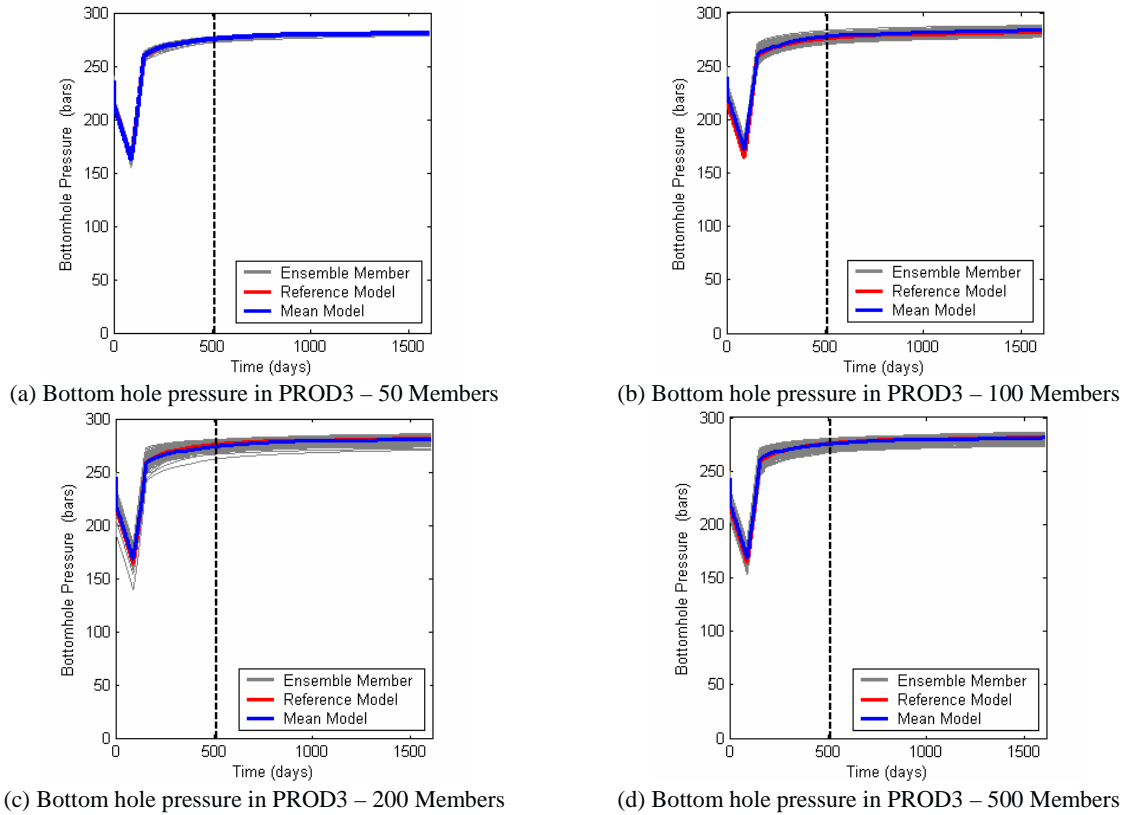 300
250
200
150
100
50
0
Bottomhole Pressure (bars)
Ensemble Member
Reference Model
Mean Model
0 500 1000 1500
Time (days)
(a) Bottom hole pressure in PROD3 – 50 Members
300
250
200
150
100
50
0
Bottomhole Pressure (bars)
Ensemble Member
Reference Model
Mean Model
0 500 1000 1500
Time (days)
(b) Bottom hole pressure in PROD3 – 100 Members
300
250
200
150
100
50
0
Bottomhole Pressure (bars)
Ensemble Member
Reference Model
Mean Model
0 500 1000 1500
Time (days)
(c) Bottom hole pressure in PROD3 – 200 Members
300
250
200
150
100
50
0
Bottomhole Pressure (bars)
Ensemble Member
Reference Model
Mean Model
0 500 1000 1500
Time (days)
(d) Bottom hole pressure in PROD3 – 500 Members